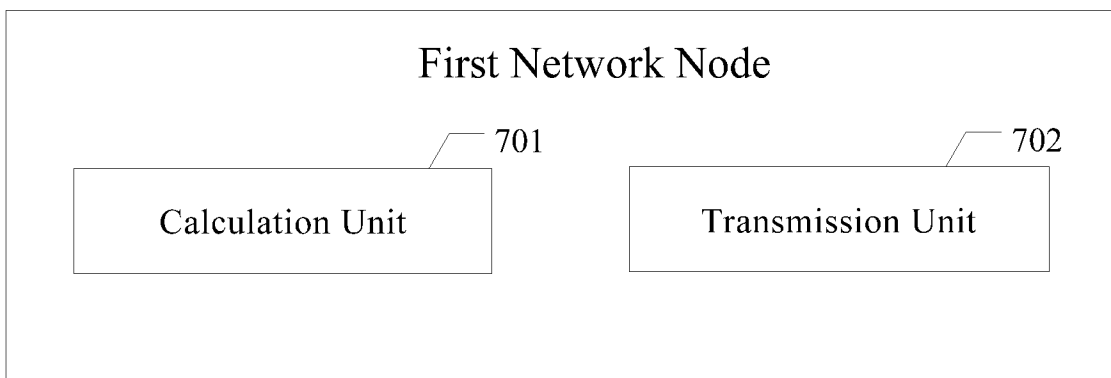 First Network Node
701
702
Calculation Unit
Transmission Unit